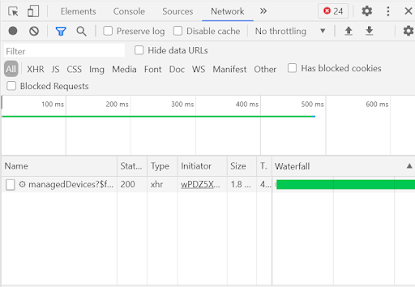 Elements Console Sources Network » 24
Preserve log Disable cache No throttling
Filter Hide data URLs
All XHR JS CSS Img Media Font Doc WS Manifest Other Has blocked cookies
Blocked Requests
100 ms 200 ms 300 ms 400 ms 500 ms 600 ms
Name Stat... Type Initiator Size T. Waterfall
managedDevices?$f... 200 xhr wPDZ5X... 1.8 ... 4...